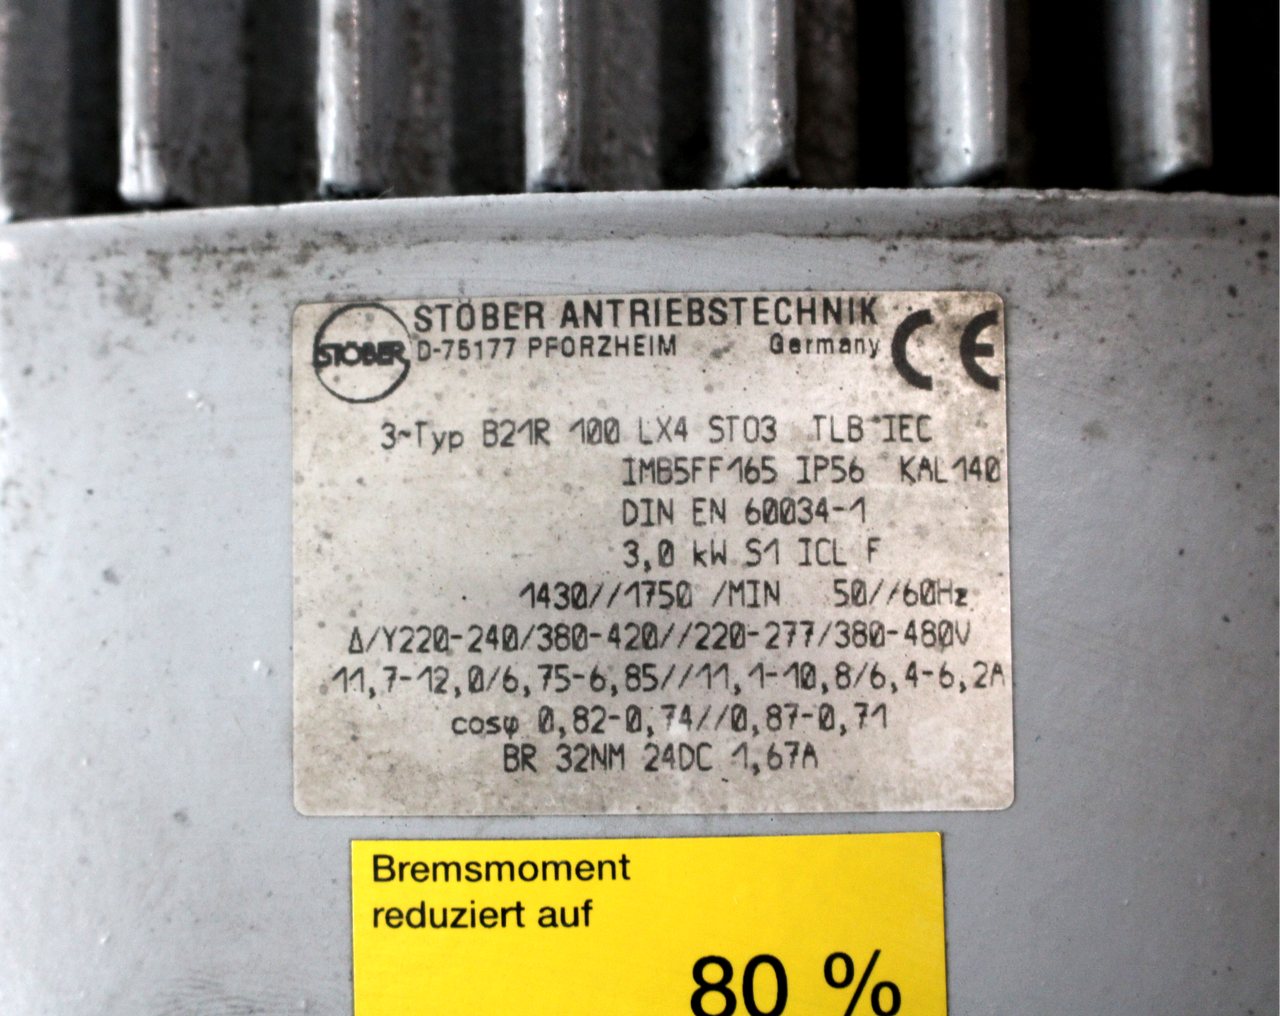 STÖBER ANTRIEBSTECHNIK
STÖBER D-75177 PFORZHEIM Germany CE
3~Typ B21R 100 LX4 STO3 TLB IEC
IMB5FF165 IP56 KAL140
DIN EN 60034-1
3,0 kW S1 ICL F
1430//1750 /MIN 50//60Hz
Δ/Y220-240/380-420//220-277/380-480V
11,7-12,0/6,75-6,85//11,1-10,8/6,4-6,2A
cosφ 0,82-0,74//0,87-0,71
BR 32NM 24DC 1,67A
Bremsmoment
reduziert auf
80 %